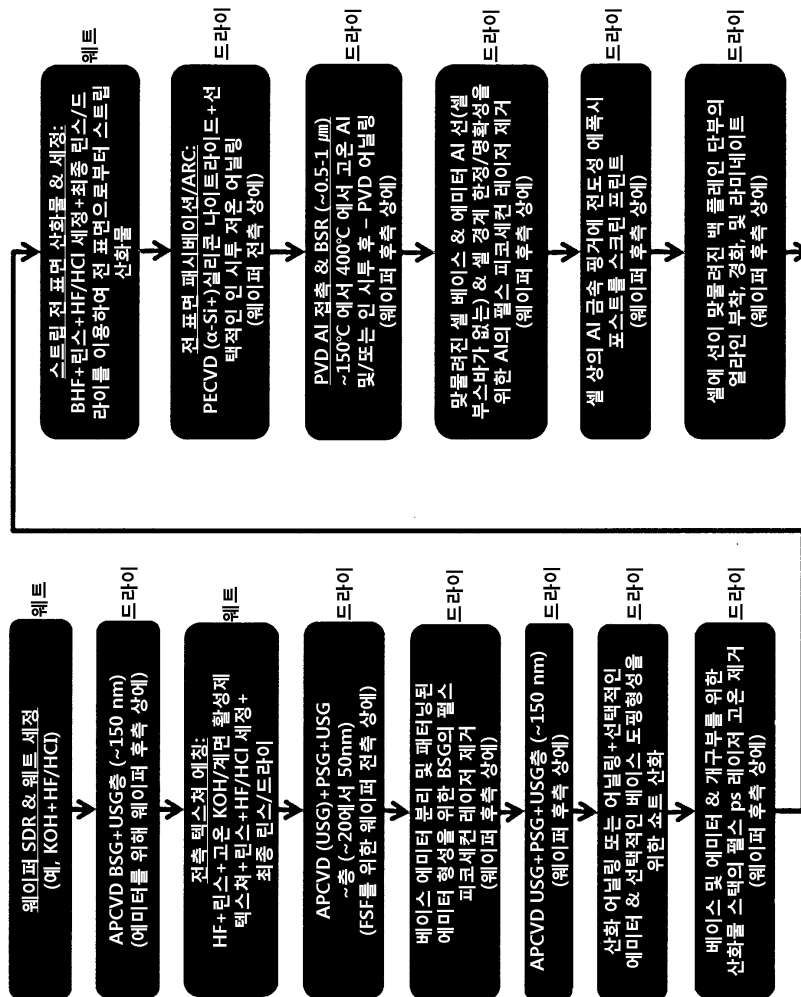 웨이퍼 SDR & 웨트 세정
(예, KOH+HF/HCl)
웨트
APCVD BSG+USG층 (~150 nm)
(에미터를 위해 웨이퍼 후측 상에)
드라이
전측 텍스쳐 에칭:
HF+린스+고온 KOH/계면 활성제
텍스쳐+린스+HF/HCl 세정+
최종 린스/드라이
웨트
APCVD (USG)+PSG+USG
~층 (~20에서 50nm)
(FSF를 위한 웨이퍼 전측 상에)
드라이
베이스 에미터 분리 및 패터닝된
에미터 형성을 위한 BSG의 펄스
피코세컨 레이저 제거
(웨이퍼 후측 상에)
드라이
APCVD USG+PSG+USG층 (~150 nm)
(웨이퍼 후측 상에)
드라이
산화 어닐링 또는 어닐링+선택적인
에미터 & 선택적인 베이스 도핑형성을
위한 쇼트 산화
드라이
베이스 및 에미터 & 개구부를 위한
산화물 스택의 펄스 ps 레이저 고온 제거
(웨이퍼 후측 상에)
드라이
스트립 전 표면 산화물 & 세정:
BHF+린스+HF/HCl 세정+최종 린스/드
라이를 이용하여 전 표면으로부터 스트립
산화물
웨트
전 표면 패시베이션/ARC:
PECVD (α-Si+)실리콘 나이트라이드+선
택적인 인 시투 저온 어닐링
(웨이퍼 전측 상에)
드라이
PVD Al 접촉 & BSR (~0.5-1 ㎛)
~150℃ 에서 400℃ 에서 고온 Al
및/또는 인 시투 후 – PVD 어닐링
(웨이퍼 후측 상에)
드라이
맞물려진 셀 베이스 & 에미터 Al 선(셀
부스바가 없는) & 셀 경계 한정/명확성을
위한 Al의 펄스 피코세컨 레이저 제거
(웨이퍼 후측 상에)
드라이
셀 상의 Al 금속 핑거에 전도성 에폭시
포스트를 스크린 프린트
(웨이퍼 후측 상에)
드라이
셀에 선이 맞물려진 백 플레인 단부의
얼라인 부착, 경화, 및 라미네이트
(웨이퍼 후측 상에)
드라이